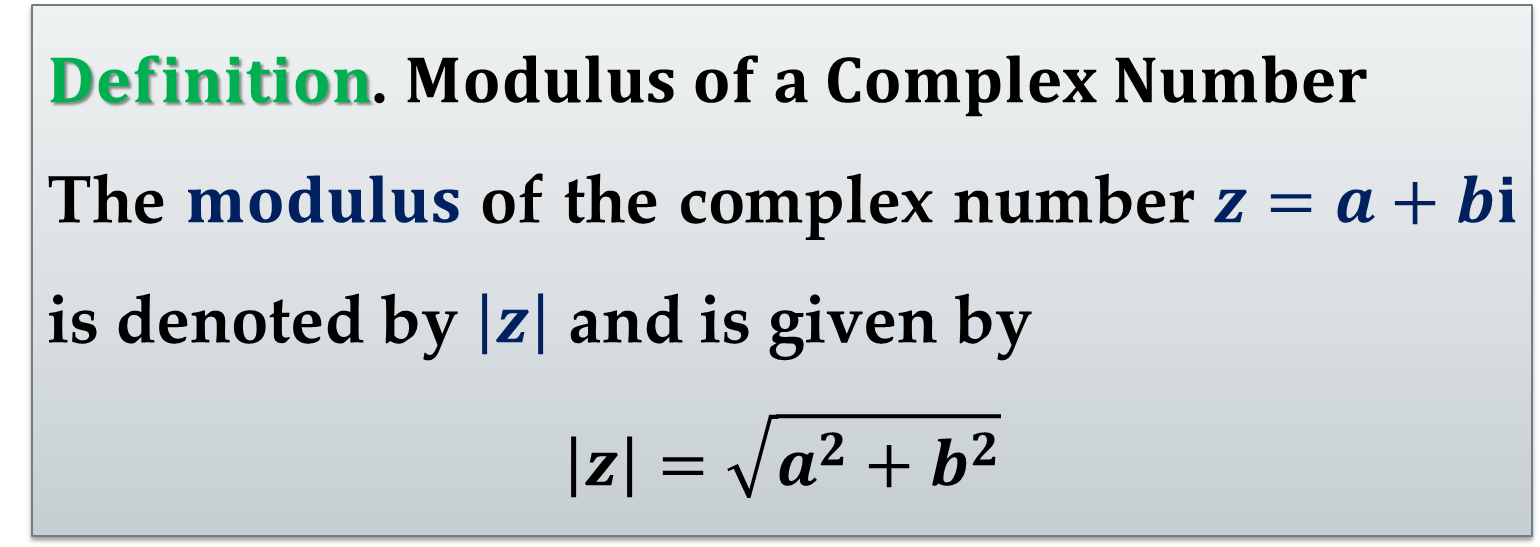 Definition. Modulus of a Complex Number
The modulus of the complex number z = a + bi
is denoted by |z| and is given by
|z| = √(a² + b²)